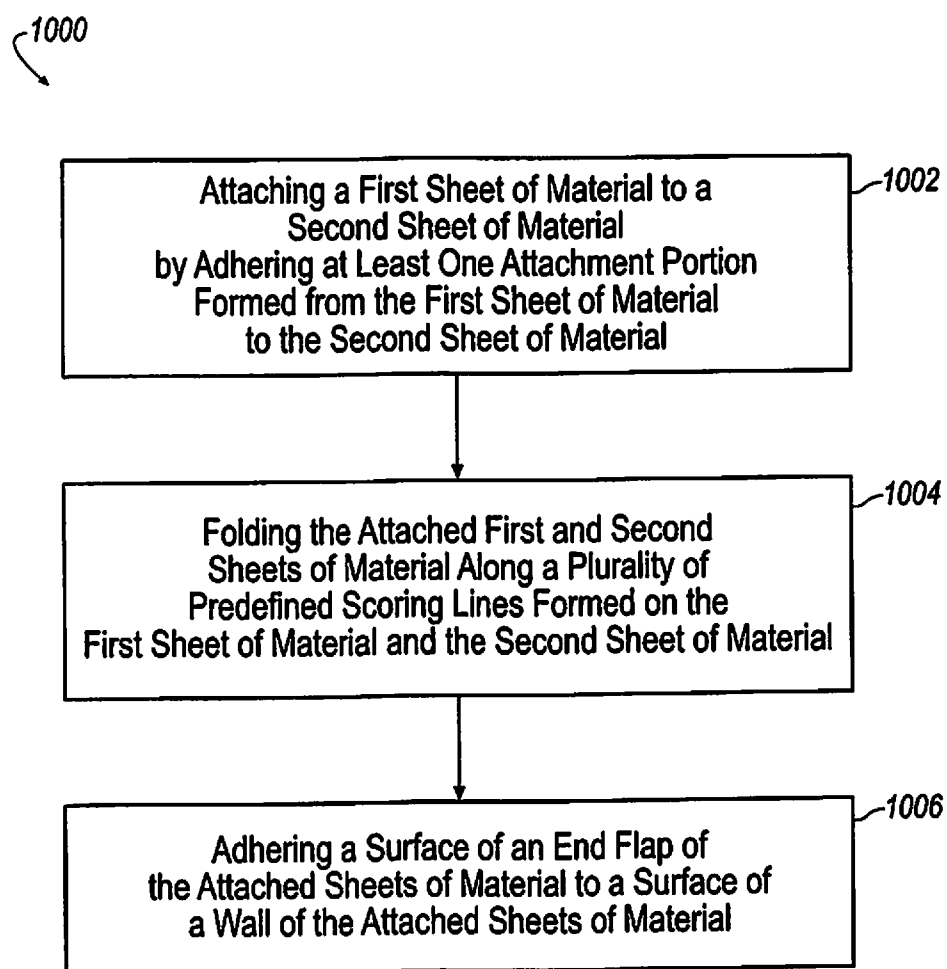 1000
1002
Attaching a First Sheet of Material to a
Second Sheet of Material
by Adhering at Least One Attachment Portion
Formed from the First Sheet of Material
to the Second Sheet of Material
1004
Folding the Attached First and Second
Sheets of Material Along a Plurality of
Predefined Scoring Lines Formed on the
First Sheet of Material and the Second Sheet of Material
1006
Adhering a Surface of an End Flap of
the Attached Sheets of Material to a Surface of
a Wall of the Attached Sheets of Material